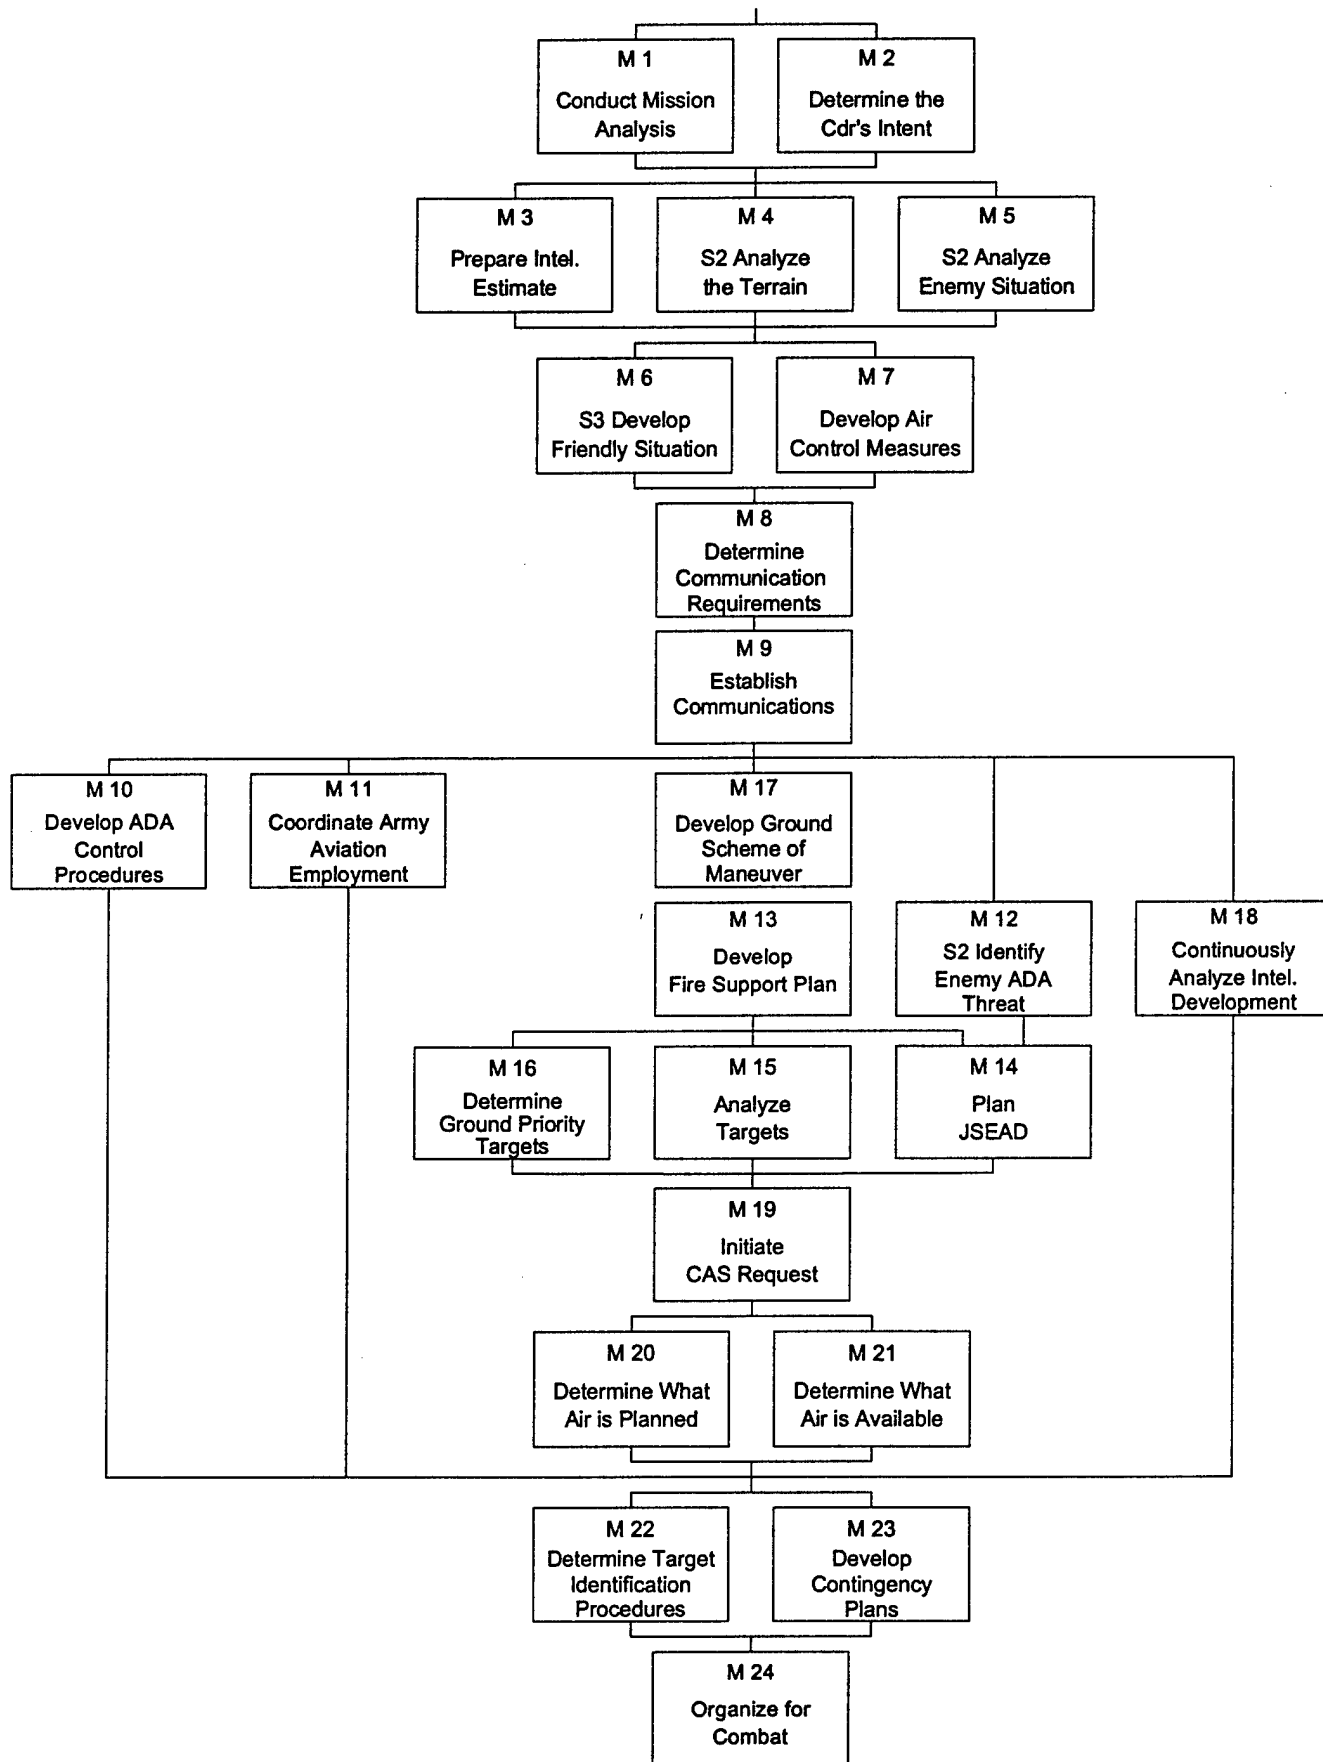 M 1
Conduct Mission
Analysis
M 2
Determine the
Cdr's Intent
M 3
Prepare Intel.
Estimate
M 4
S2 Analyze
the Terrain
M 5
S2 Analyze
Enemy Situation
M 6
S3 Develop
Friendly Situation
M 7
Develop Air
Control Measures
M 8
Determine
Communication
Requirements
M 9
Establish
Communications
M 10
Develop ADA
Control
Procedures
M 11
Coordinate Army
Aviation
Employment
M 17
Develop Ground
Scheme of
Maneuver
M 13
Develop
Fire Support Plan
M 12
S2 Identify
Enemy ADA
Threat
M 18
Continuously
Analyze Intel.
Development
M 16
Determine
Ground Priority
Targets
M 15
Analyze
Targets
M 14
Plan
JSEAD
M 19
Initiate
CAS Request
M 20
Determine What
Air is Planned
M 21
Determine What
Air is Available
M 22
Determine Target
Identification
Procedures
M 23
Develop
Contingency
Plans
M 24
Organize for
Combat